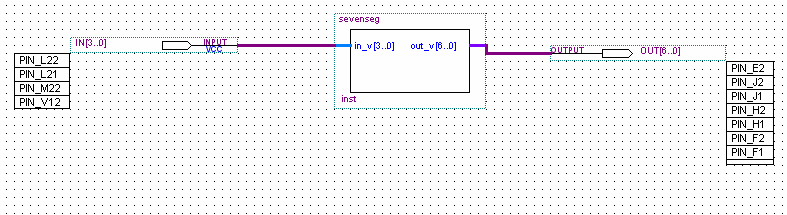 sevenseg
IN[3..0]
INPUT
VCC
in_v[3..0]
out_v[6..0]
OUTPUT
OUT[6..0]
PIN_L22
PIN_L21
PIN_M22
PIN_V12
inst
PIN_E2
PIN_J2
PIN_J1
PIN_H2
PIN_H1
PIN_F2
PIN_F1